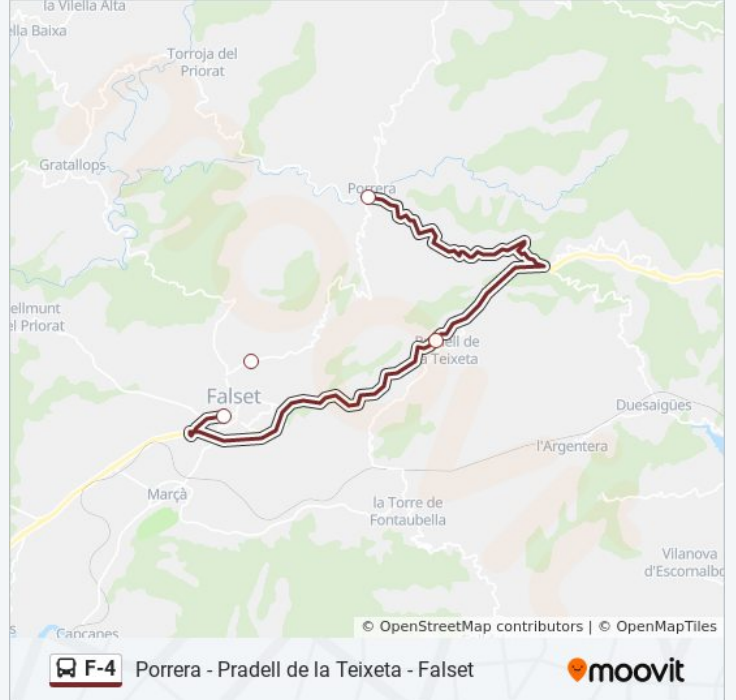 la Vilella Alta
ella Baixa
Torroja del
Priorat
Gratallops
Porrera
ellmunt
el Priorat
Pradell de
la Teixeta
Falset
Duesaigües
l'Argentera
Marçà
la Torre de
Fontaubella
Vilanova
d'Escornalbo
s
Capçanes
© OpenStreetMap contributors | © OpenMapTiles
F-4 Porrera - Pradell de la Teixeta - Falset
moovit